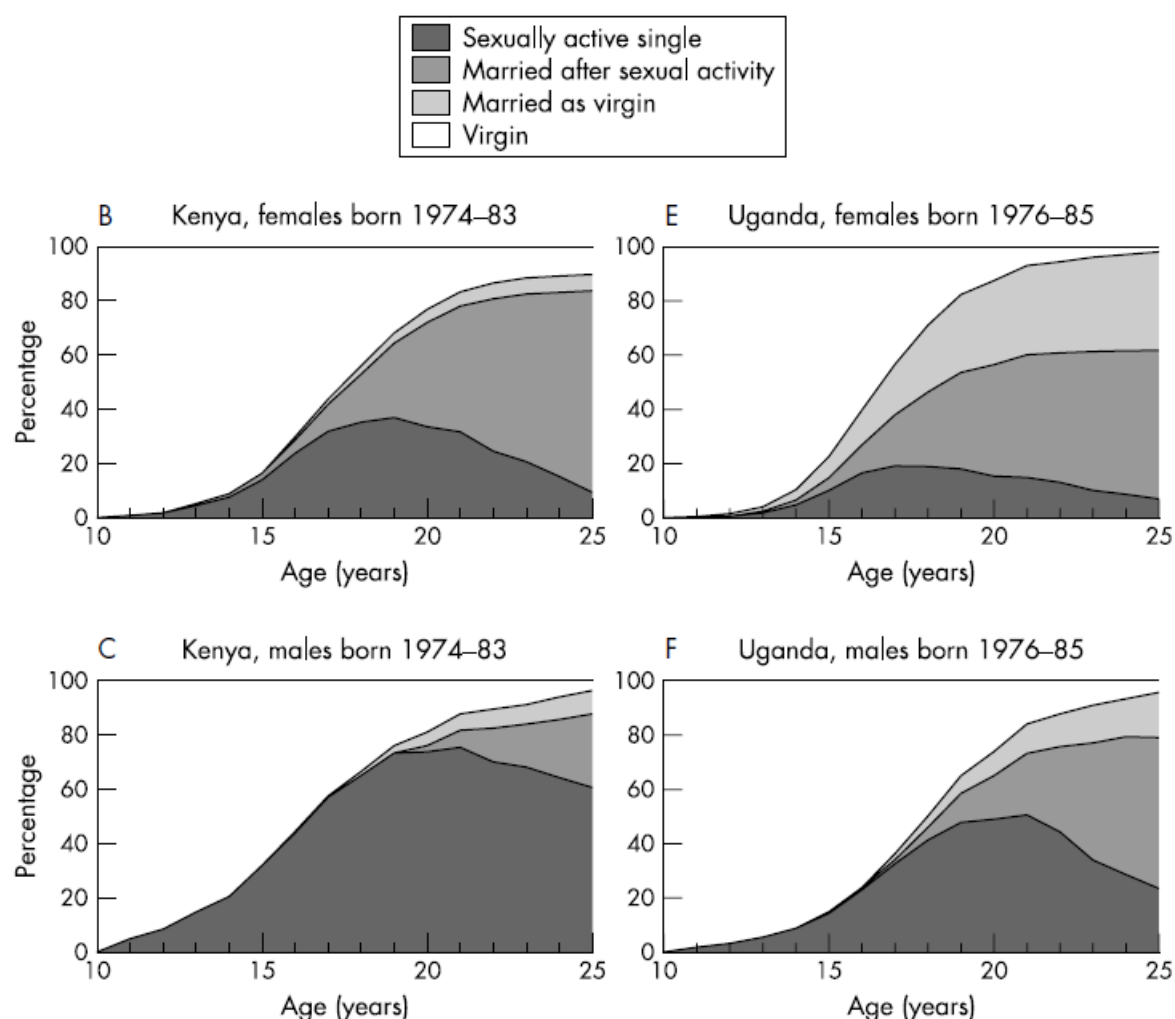 Sexually active single
Married after sexual activity
Married as virgin
Virgin
B Kenya, females born 1974–83
100
80
60
40
20
0
Percentage
10 15 20 25
Age (years)
E Uganda, females born 1976–85
100
80
60
40
20
0
10 15 20 25
Age (years)
C Kenya, males born 1974–83
100
80
60
40
20
0
Percentage
10 15 20 25
Age (years)
F Uganda, males born 1976–85
100
80
60
40
20
0
10 15 20 25
Age (years)